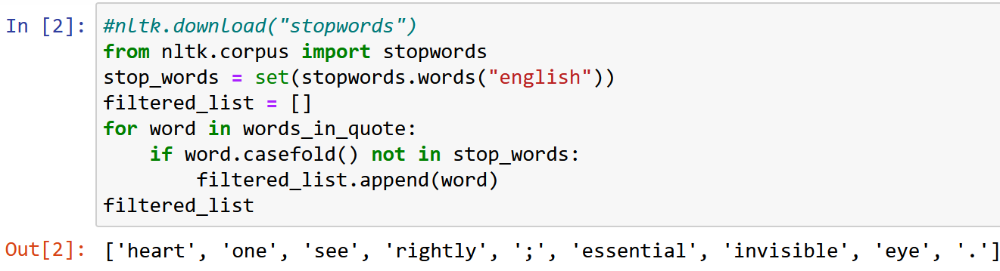 In [2]: #nltk.download("stopwords")
from nltk.corpus import stopwords
stop_words = set(stopwords.words("english"))
filtered_list = []
for word in words_in_quote:
    if word.casefold() not in stop_words:
        filtered_list.append(word)
filtered_list
Out[2]: ['heart', 'one', 'see', 'rightly', ';', 'essential', 'invisible', 'eye', '.']